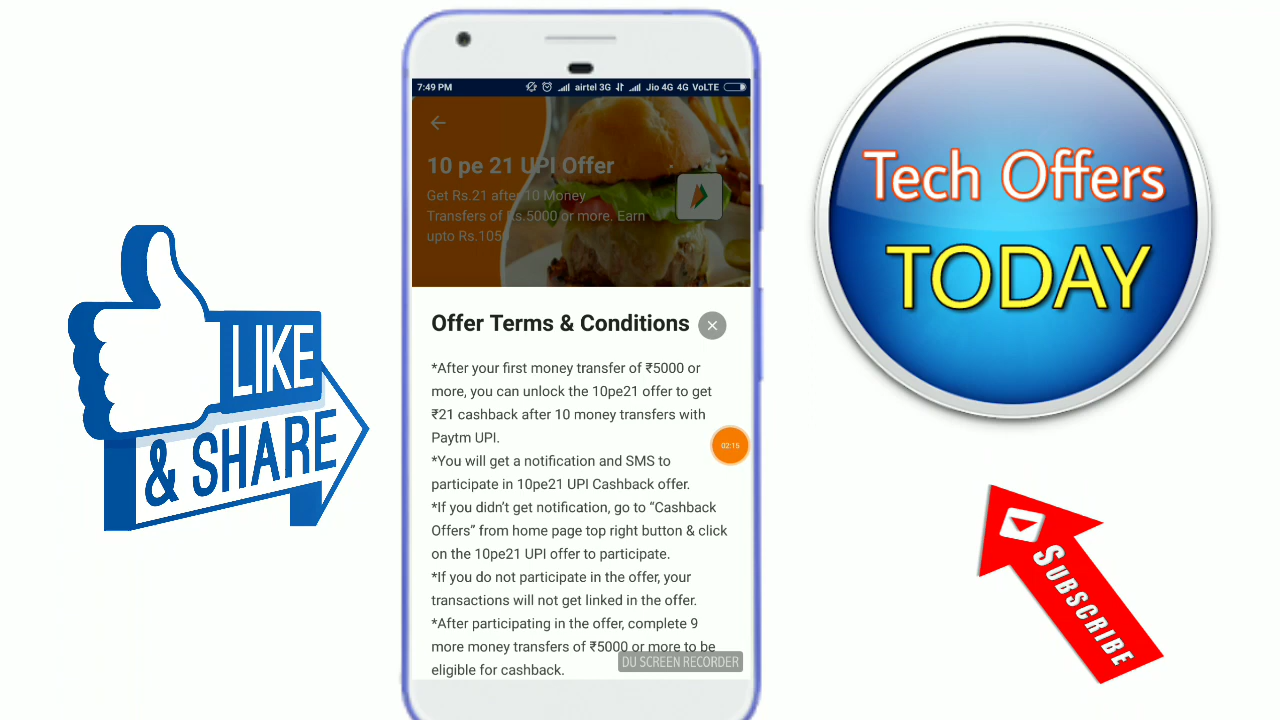 7:49 PM airtel 3G Jio 4G 4G VoLTE
10 pe 21 UPI Offer
Get Rs.21 after 10 Money
Transfers of Rs.5000 or more. Earn
upto Rs.1050
Offer Terms & Conditions
*After your first money transfer of ₹5000 or
more, you can unlock the 10pe21 offer to get
₹21 cashback after 10 money transfers with
Paytm UPI.
*You will get a notification and SMS to
participate in 10pe21 UPI Cashback offer.
*If you didn’t get notification, go to “Cashback
Offers” from home page top right button & click
on the 10pe21 UPI offer to participate.
*If you do not participate in the offer, your
transactions will not get linked in the offer.
*After participating in the offer, complete 9
more money transfers of ₹5000 or more to be
eligible for cashback.
02:15
DU SCREEN RECORDER
LIKE
& SHARE
Tech Offers
TODAY
SUBSCRIBE